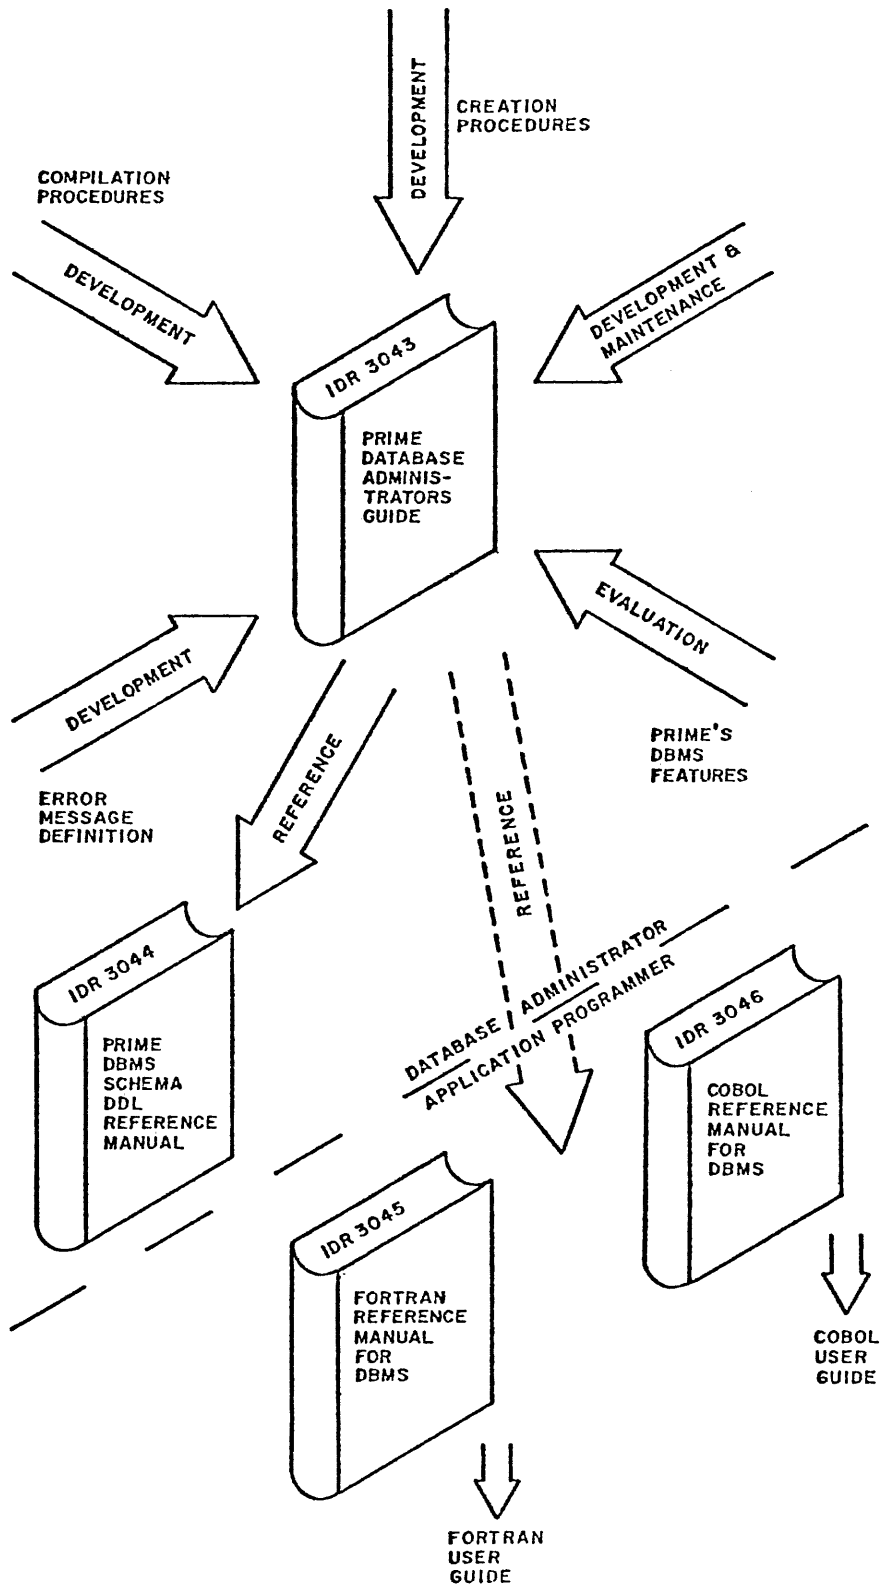 DEVELOPMENT
CREATION
PROCEDURES
COMPILATION
PROCEDURES
DEVELOPMENT
DEVELOPMENT &
MAINTENANCE
IDR 3043
PRIME
DATABASE
ADMINIS-
TRATORS
GUIDE
EVALUATION
PRIME'S
DBMS
FEATURES
DEVELOPMENT
ERROR
MESSAGE
DEFINITION
REFERENCE
REFERENCE
DATABASE ADMINISTRATOR
APPLICATION PROGRAMMER
IDR 3044
PRIME
DBMS
SCHEMA
DDL
REFERENCE
MANUAL
IDR 3046
COBOL
REFERENCE
MANUAL
FOR
DBMS
IDR 3045
FORTRAN
REFERENCE
MANUAL
FOR
DBMS
COBOL
USER
GUIDE
FORTRAN
USER
GUIDE